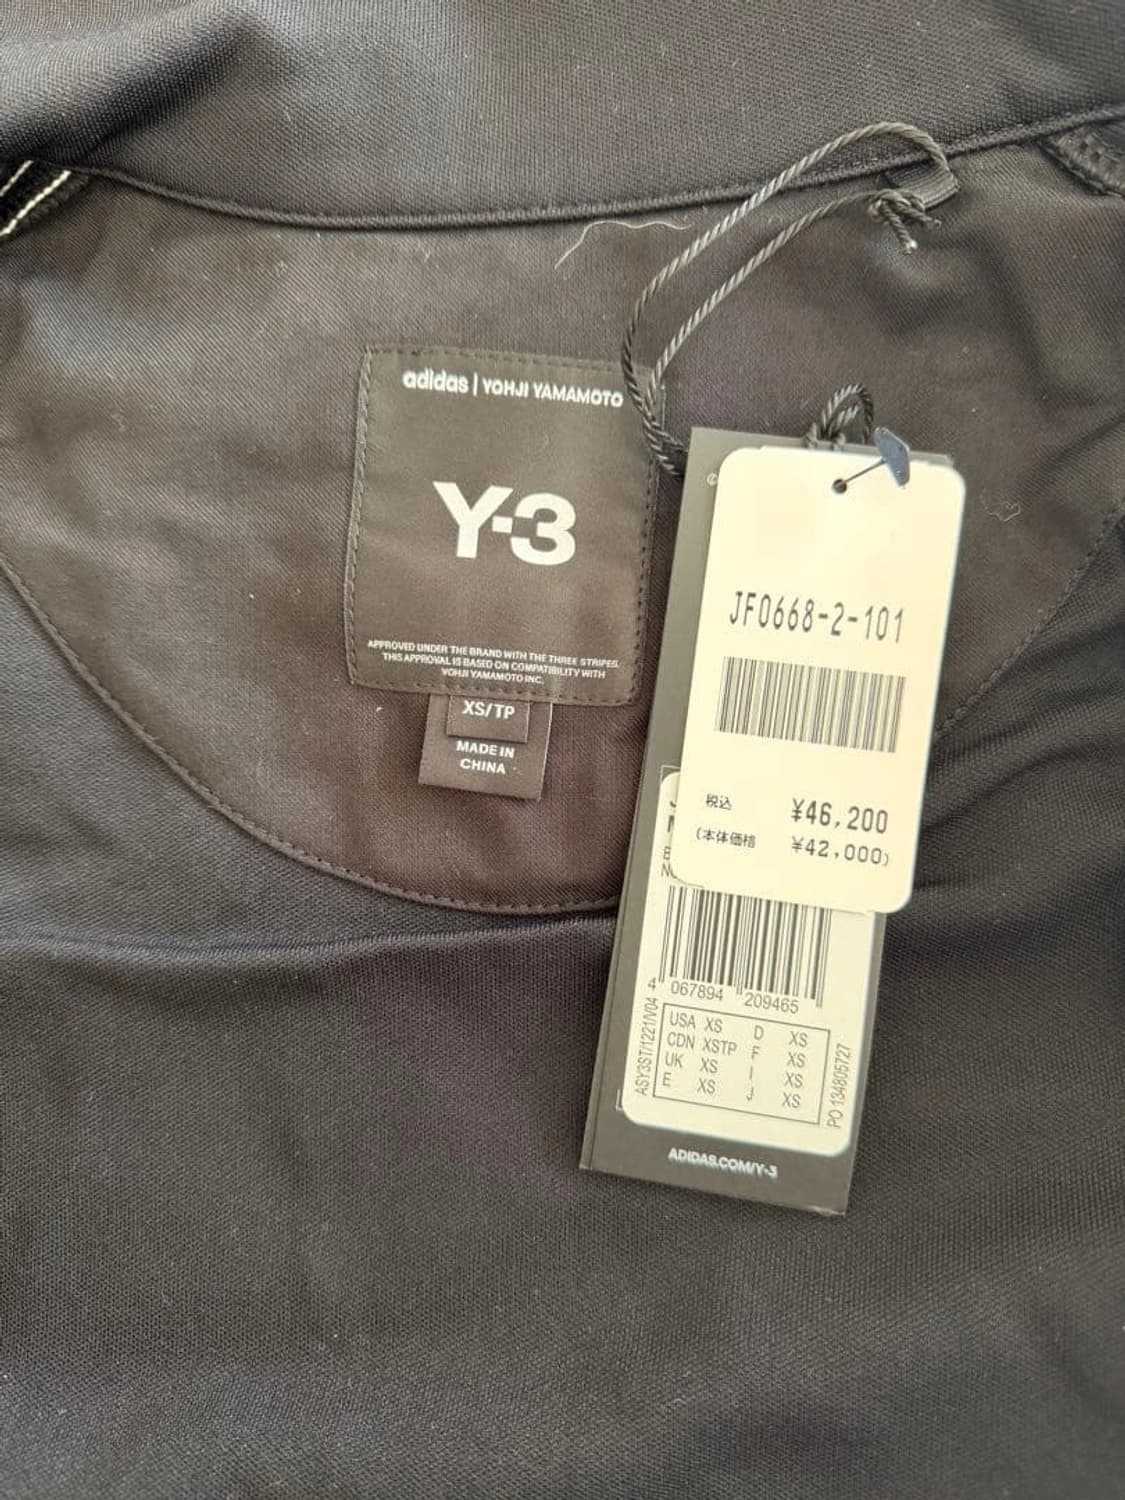 adidas | YOHJI YAMAMOTO
Y-3
APPROVED UNDER THE BRAND WITH THE THREE STRIPES.
THIS APPROVAL IS BASED ON COMPATIBILITY WITH
YOHJI YAMAMOTO INC.
XS/TP
MADE IN
CHINA
JF0668-2-101
税込 ¥46,200
(本体価格 ¥42,000)
4 067894 209465
USA XS D XS
CDN XSTP F XS
UK XS I XS
E XS J XS
ASY3ST/1221/V04
PO 134805727
ADIDAS.COM/Y-3